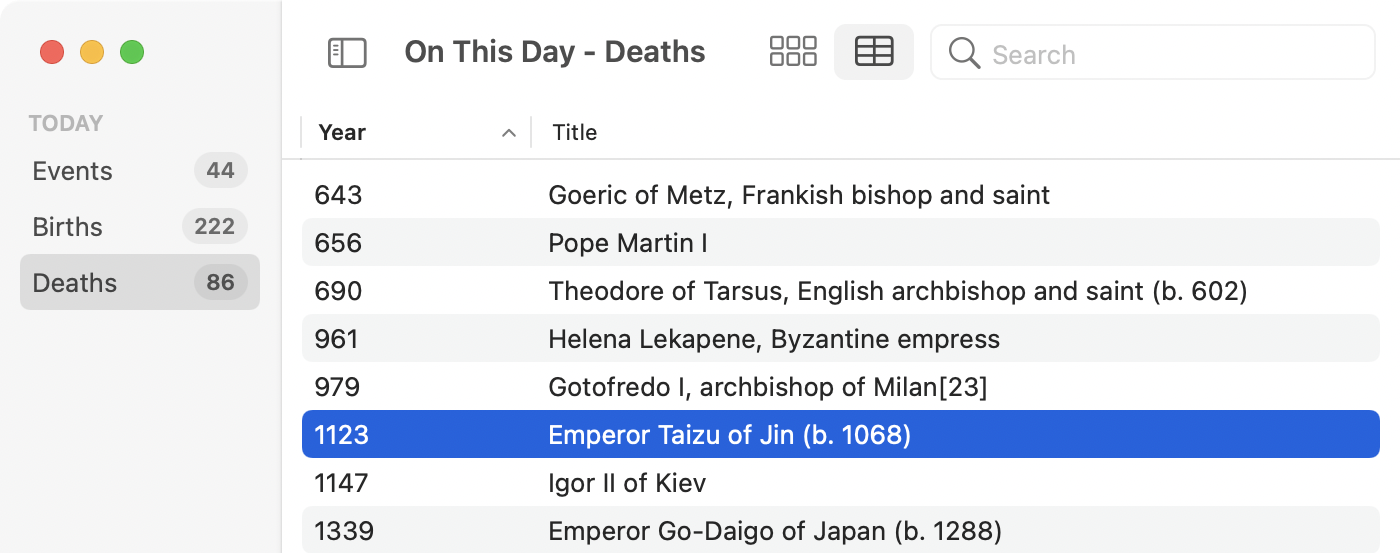 On This Day - Deaths
Search
TODAY
Events 44
Births 222
Deaths 86
Year Title
643 Goeric of Metz, Frankish bishop and saint
656 Pope Martin I
690 Theodore of Tarsus, English archbishop and saint (b. 602)
961 Helena Lekapene, Byzantine empress
979 Gotofredo I, archbishop of Milan[23]
1123 Emperor Taizu of Jin (b. 1068)
1147 Igor II of Kiev
1339 Emperor Go-Daigo of Japan (b. 1288)